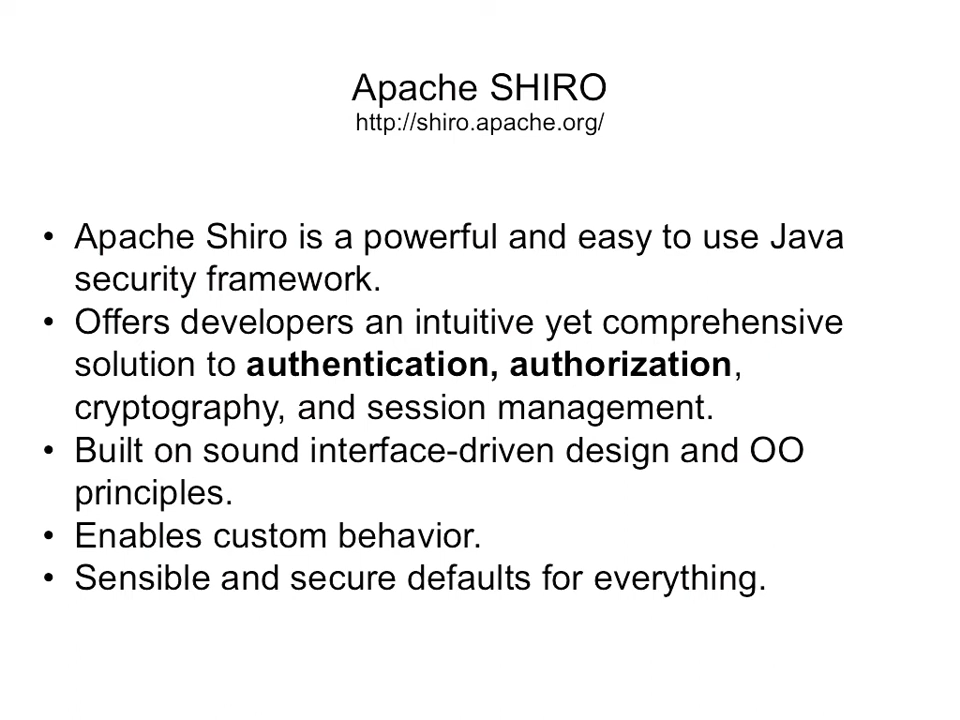 Apache SHIRO
http://shiro.apache.org/
• Apache Shiro is a powerful and easy to use Java
security framework.
• Offers developers an intuitive yet comprehensive
solution to authentication, authorization,
cryptography, and session management.
• Built on sound interface-driven design and OO
principles.
• Enables custom behavior.
• Sensible and secure defaults for everything.